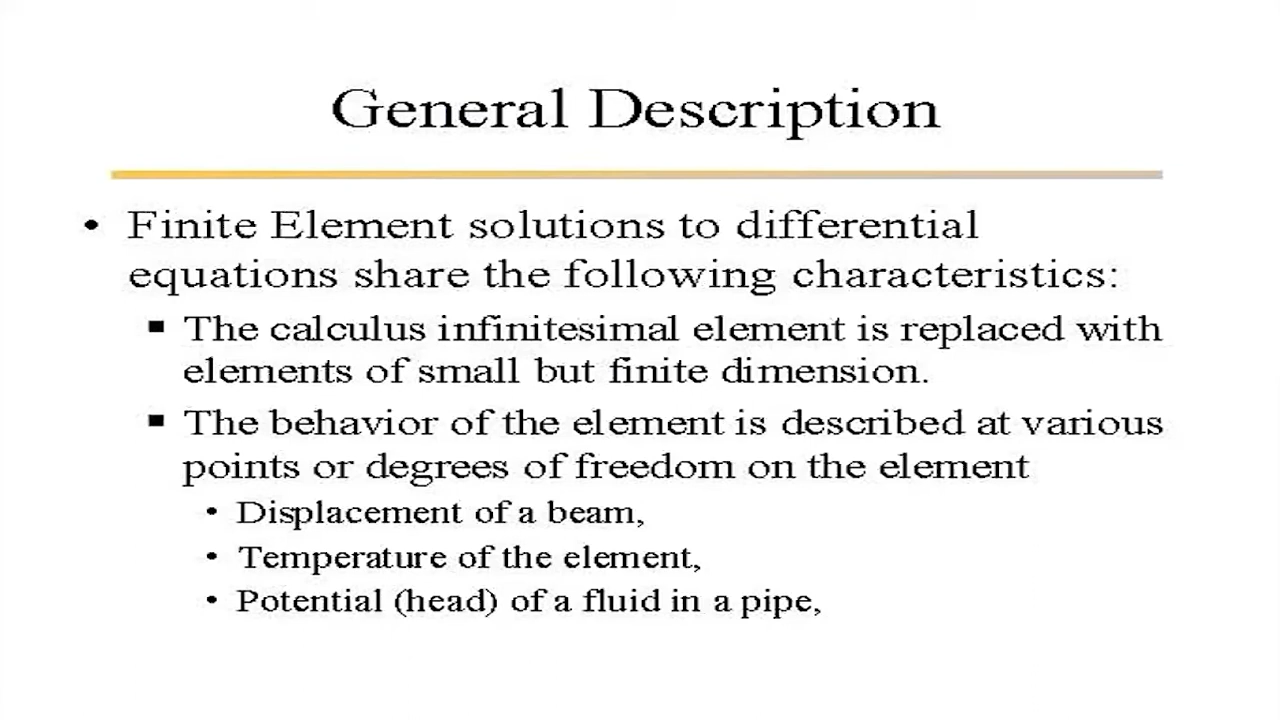 General Description
• Finite Element solutions to differential
equations share the following characteristics:
▪ The calculus infinitesimal element is replaced with
elements of small but finite dimension.
▪ The behavior of the element is described at various
points or degrees of freedom on the element
• Displacement of a beam,
• Temperature of the element,
• Potential (head) of a fluid in a pipe,